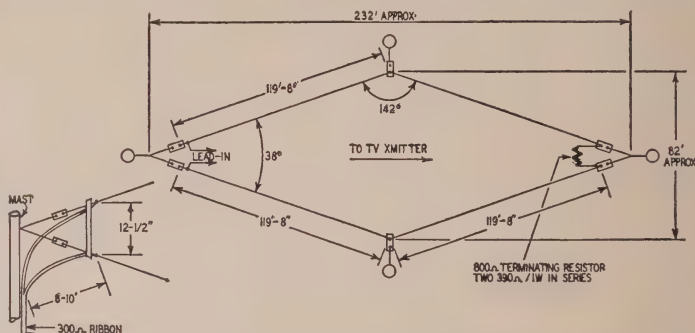 232' APPROX.
119'-8"
142°
LEAD-IN
38°
TO TV XMITTER
82'
APPROX
MAST
12-1/2"
119'-8"
119'-8"
6-10'
800Ω TERMINATING RESISTOR
TWO 390Ω/1W IN SERIES
300Ω RIBBON